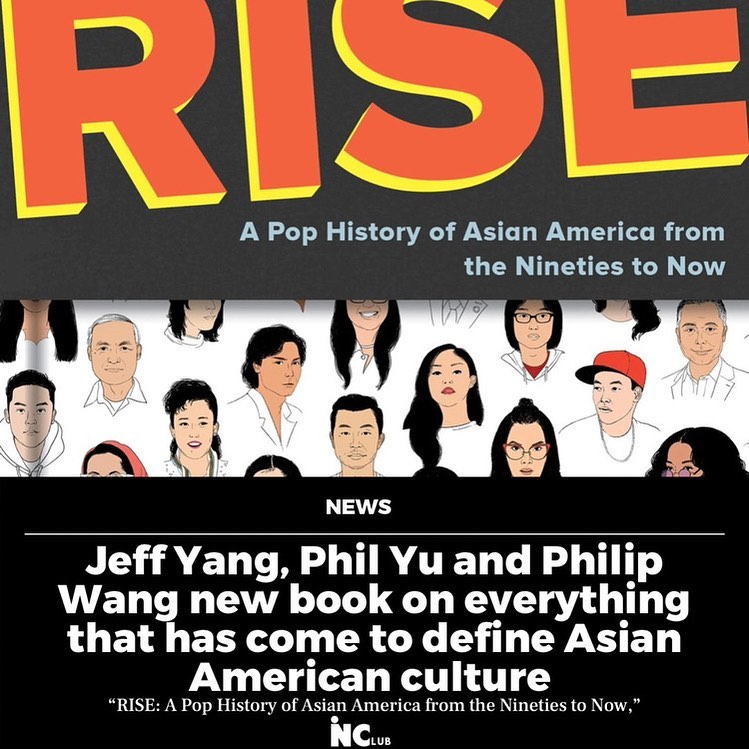 RISE
A Pop History of Asian America from
the Nineties to Now
NEWS
Jeff Yang, Phil Yu and Philip
Wang new book on everything
that has come to define Asian
American culture
“RISE: A Pop History of Asian America from the Nineties to Now,”
INCLUB